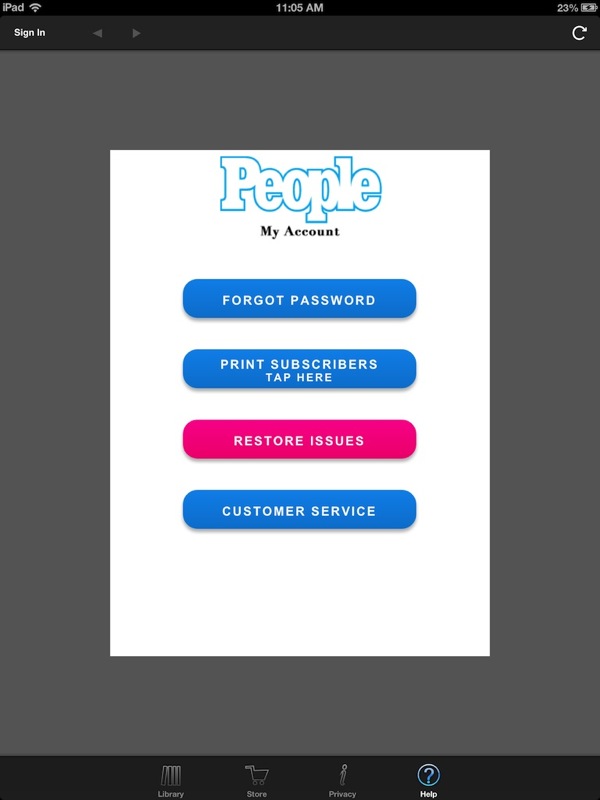 iPad 11:05 AM 23%
Sign In
People
My Account
FORGOT PASSWORD
PRINT SUBSCRIBERS
TAP HERE
RESTORE ISSUES
CUSTOMER SERVICE
Library Store Privacy Help